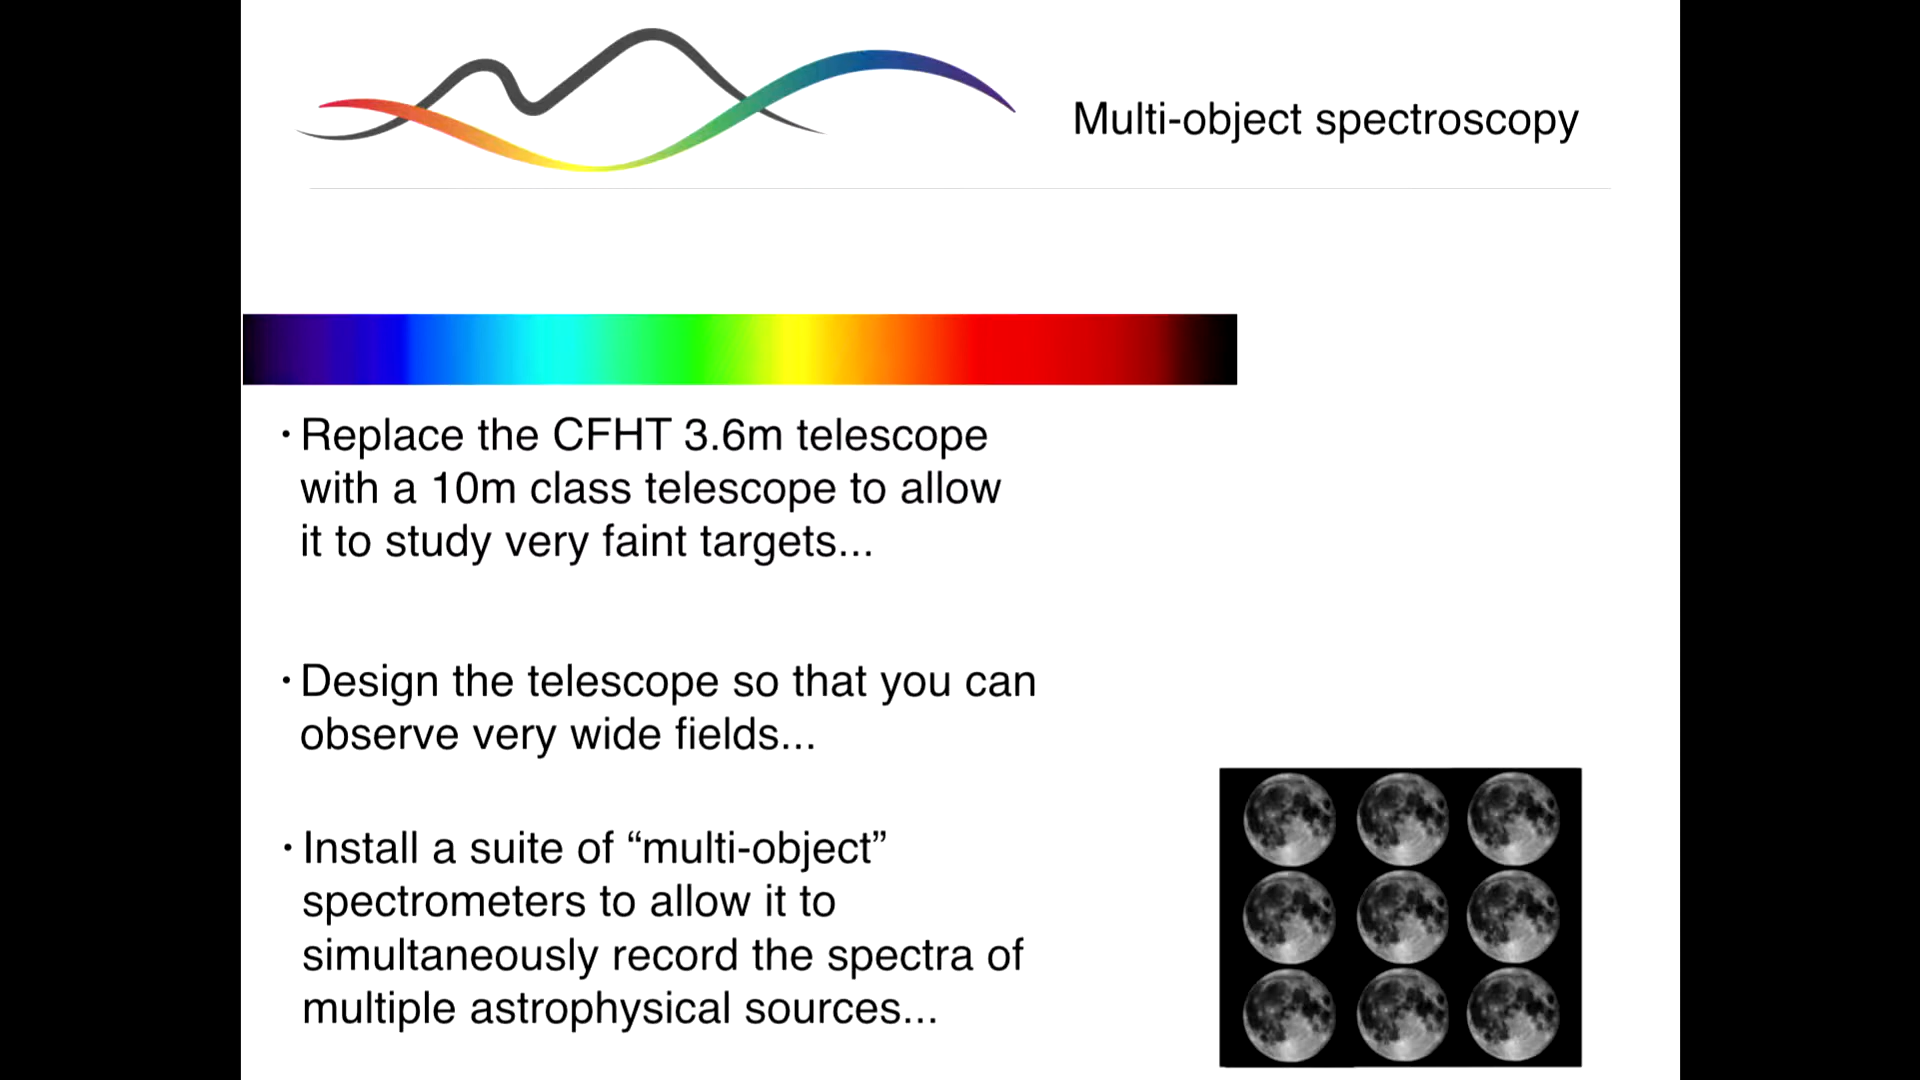 Multi-object spectroscopy
· Replace the CFHT 3.6m telescope
with a 10m class telescope to allow
it to study very faint targets...
· Design the telescope so that you can
observe very wide fields...
· Install a suite of “multi-object”
spectrometers to allow it to
simultaneously record the spectra of
multiple astrophysical sources...